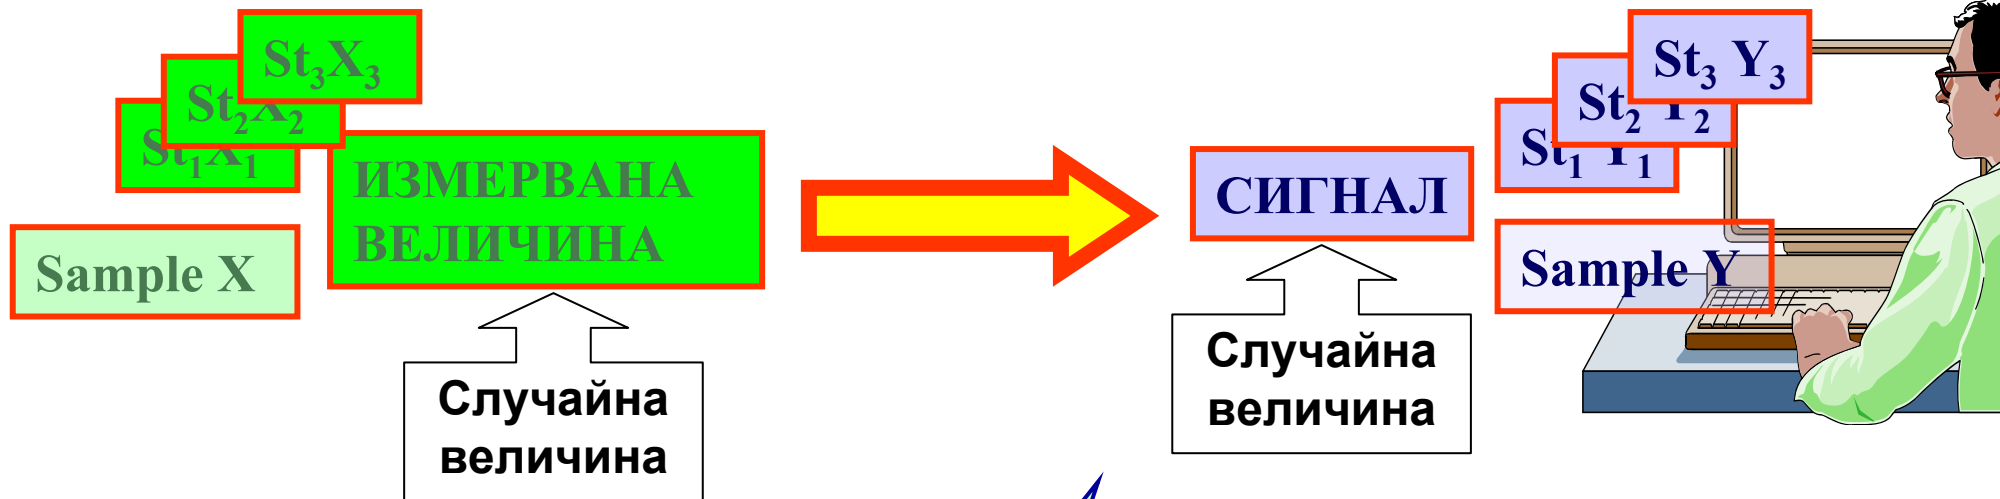 St₃X₃
St₂X₂
St₁X₁
ИЗМЕРВАНА
ВЕЛИЧИНА
Sample X
Случайна
величина
СИГНАЛ
Случайна
величина
St₃ Y₃
St₂ Y₂
St₁ Y₁
Sample Y